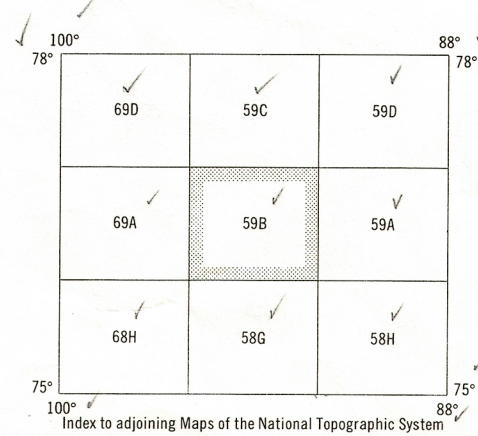 100° 88°
78° 78°
69D 59C 59D
69A 59B 59A
68H 58G 58H
75° 75°
100° 88°
Index to adjoining Maps of the National Topographic System